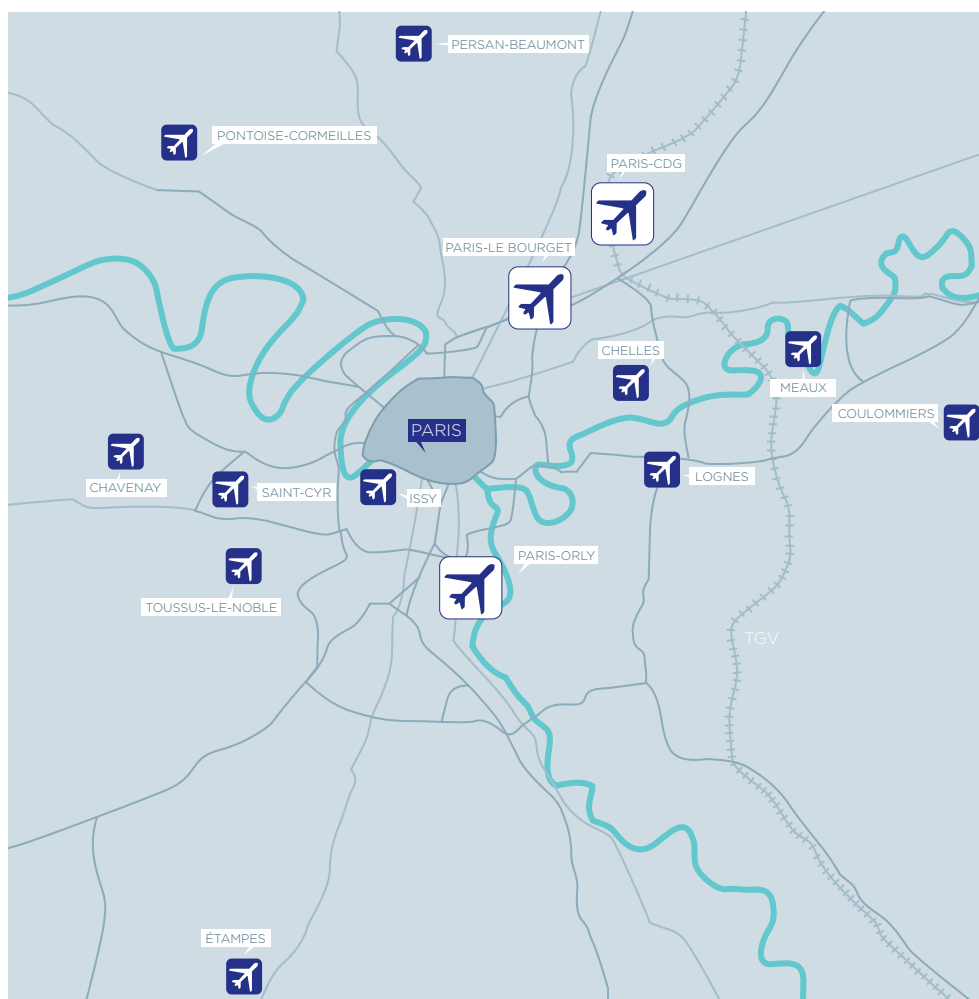 PERSAN-BEAUMONT
PONTOISE-CORMEILLES
PARIS-CDG
PARIS-LE BOURGET
CHELLES
MEAUX
COULOMMIERS
PARIS
CHAVENAY
SAINT-CYR
ISSY
LOGNES
PARIS-ORLY
TOUSSUS-LE-NOBLE
TGV
ÉTAMPES